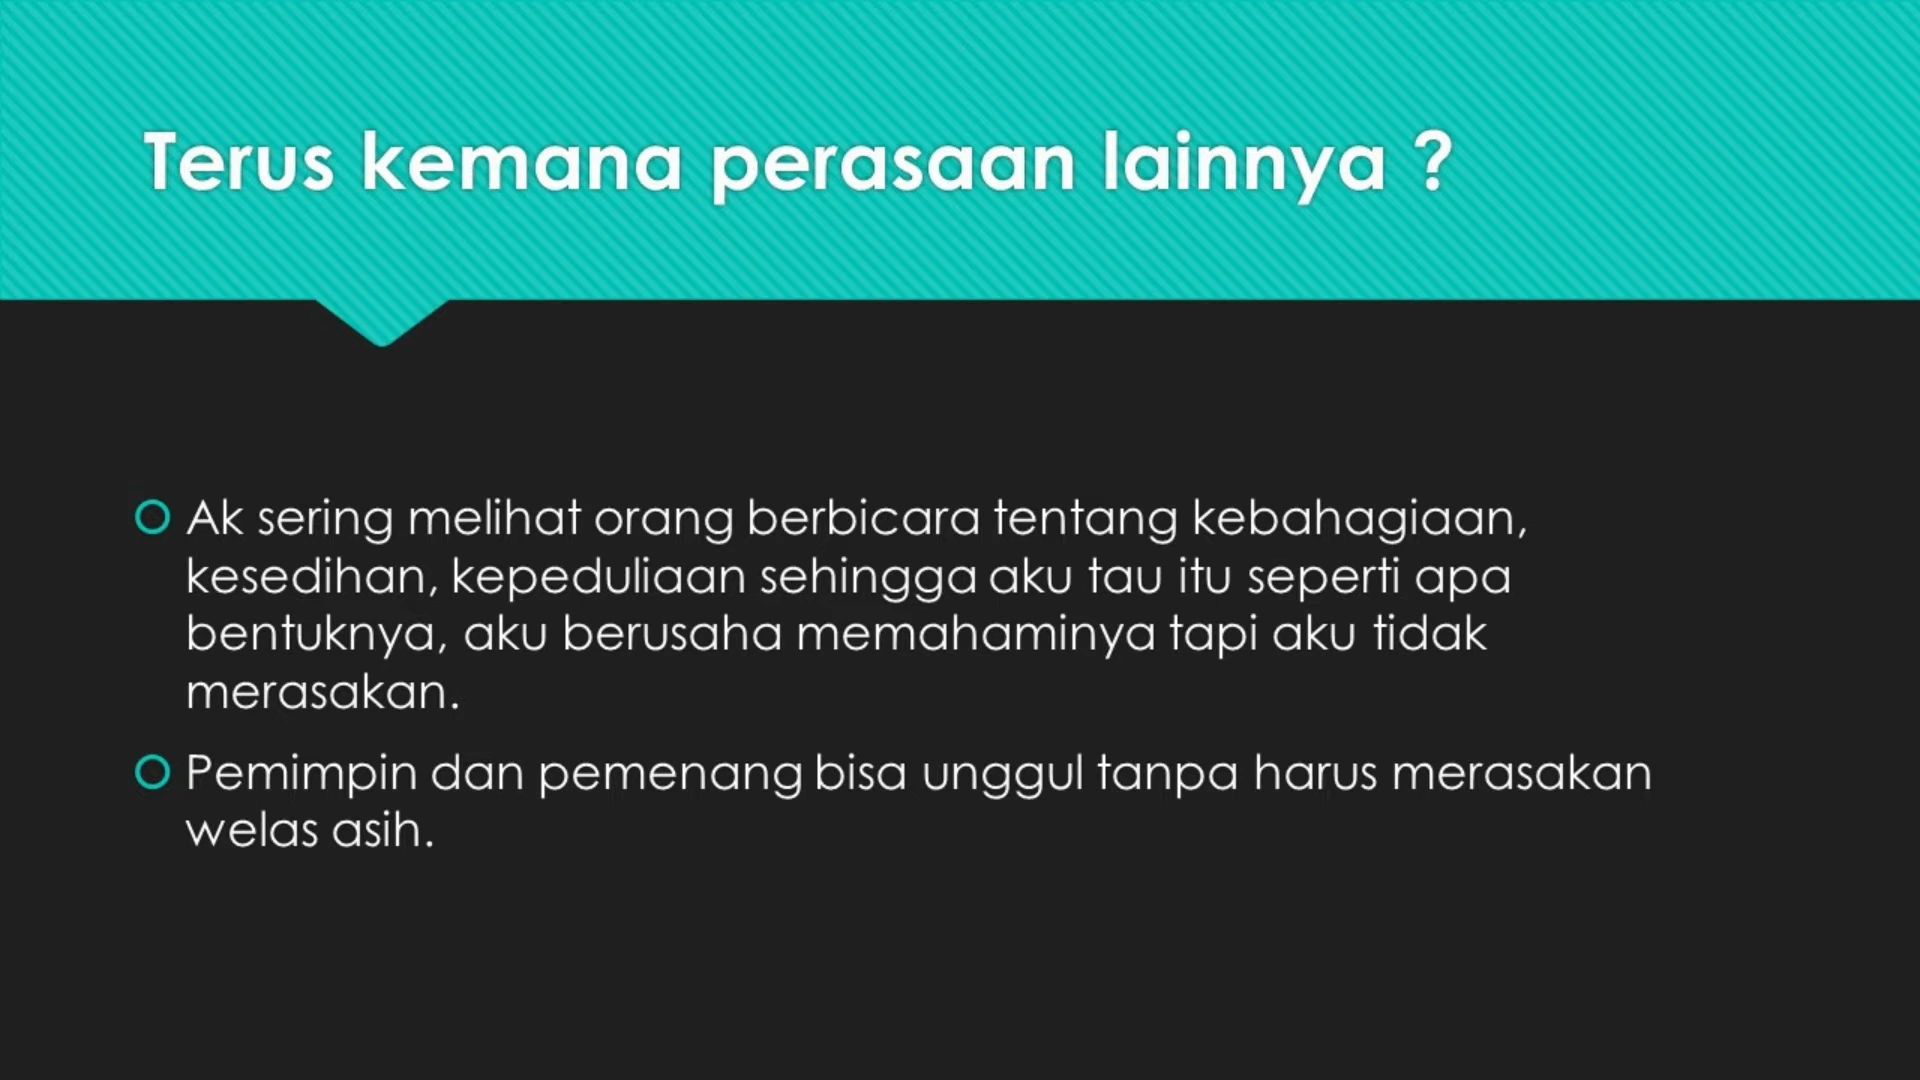 Terus kemana perasaan lainnya ?
Ak sering melihat orang berbicara tentang kebahagiaan,
kesedihan, kepeduliaan sehingga aku tau itu seperti apa
bentuknya, aku berusaha memahaminya tapi aku tidak
merasakan.
Pemimpin dan pemenang bisa unggul tanpa harus merasakan
welas asih.